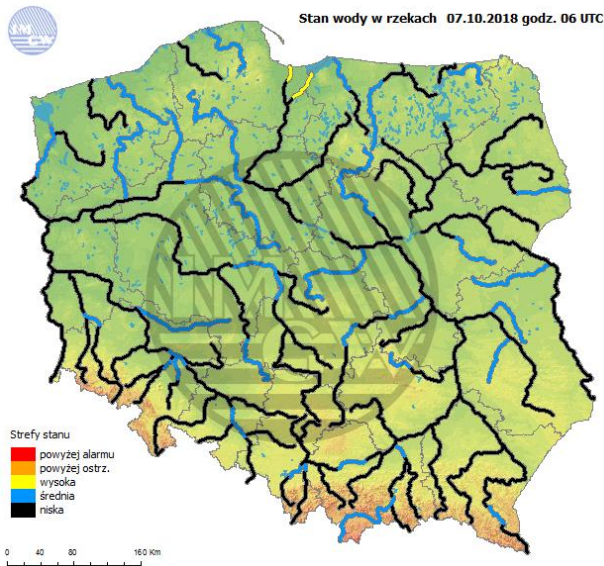 Stan wody w rzekach 07.10.2018 godz. 06 UTC
IMGW
Strefy stanu
powyżej alarmu
powyżej ostrz.
wysoka
średnia
niska
0 40 80 160 Km